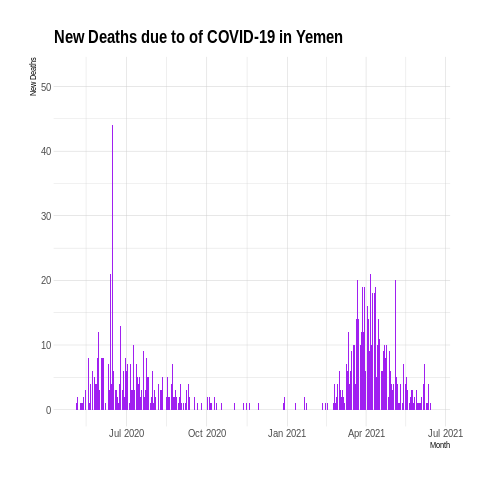 New Deaths due to of COVID-19 in Yemen
New Deaths
50
40
30
20
10
0
Jul 2020 Oct 2020 Jan 2021 Apr 2021 Jul 2021
Month